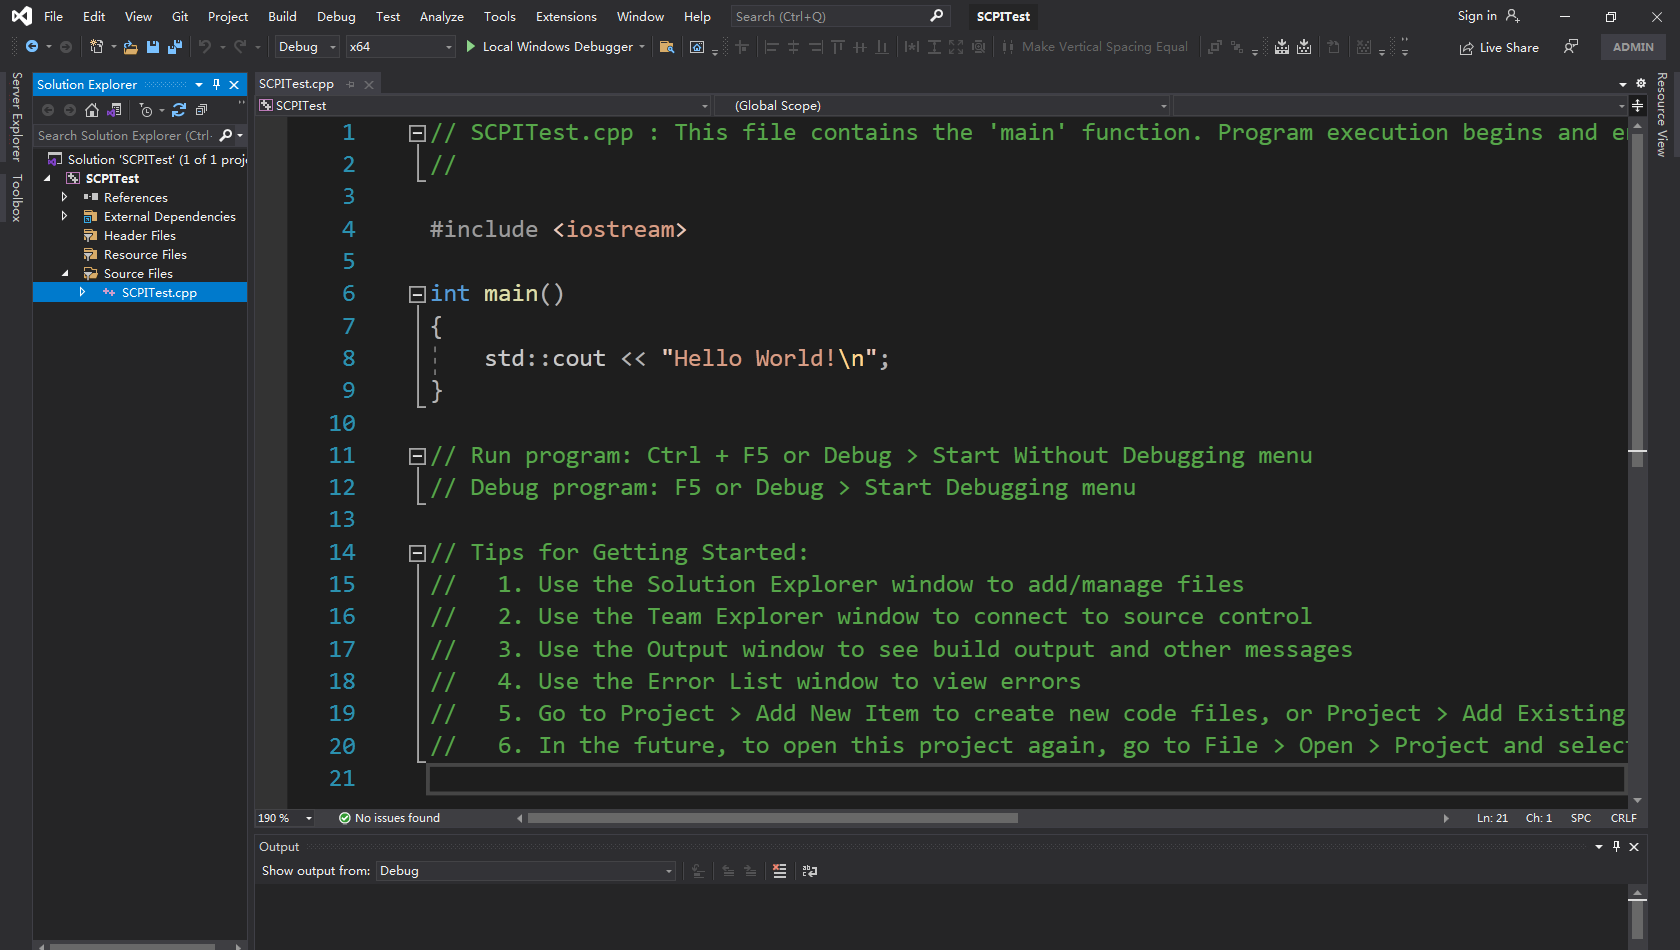 File Edit View Git Project Build Debug Test Analyze Tools Extensions Window Help Search (Ctrl+Q) SCPITest Sign in
Debug x64 Local Windows Debugger Make Vertical Spacing Equal Live Share ADMIN
Server Explorer
Toolbox
Solution Explorer
Search Solution Explorer (Ctrl-
Solution 'SCPITest' (1 of 1 proj
SCPITest
References
External Dependencies
Header Files
Resource Files
Source Files
SCPITest.cpp
SCPITest.cpp
SCPITest (Global Scope)
1 // SCPITest.cpp : This file contains the 'main' function. Program execution begins and e
2 //
3
4 #include <iostream>
5
6 int main()
7 {
8 std::cout << "Hello World!\n";
9 }
10
11 // Run program: Ctrl + F5 or Debug > Start Without Debugging menu
12 // Debug program: F5 or Debug > Start Debugging menu
13
14 // Tips for Getting Started:
15 // 1. Use the Solution Explorer window to add/manage files
16 // 2. Use the Team Explorer window to connect to source control
17 // 3. Use the Output window to see build output and other messages
18 // 4. Use the Error List window to view errors
19 // 5. Go to Project > Add New Item to create new code files, or Project > Add Existing
20 // 6. In the future, to open this project again, go to File > Open > Project and selec
21
190 % No issues found Ln: 21 Ch: 1 SPC CRLF
Output
Show output from: Debug
Resource View